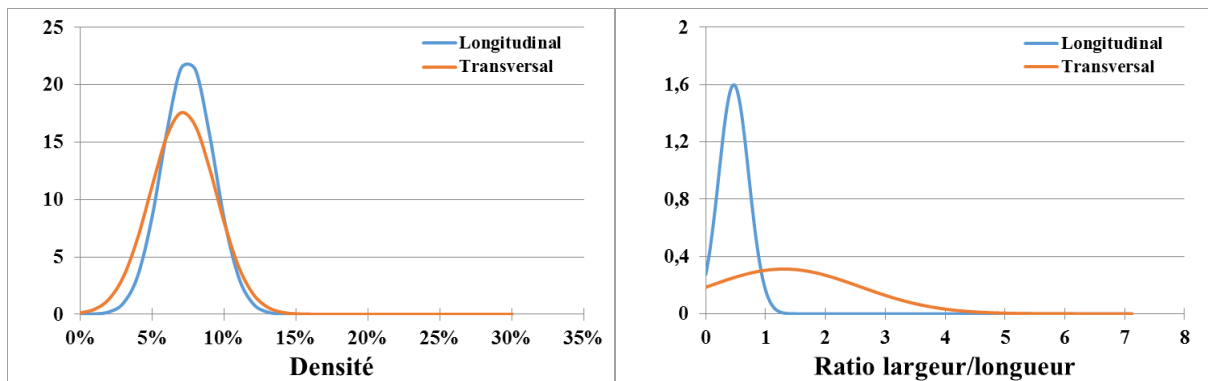 25
20
15
10
5
0
0% 5% 10% 15% 20% 25% 30% 35%
Densité
Longitudinal
Transversal
2
1,6
1,2
0,8
0,4
0
0 1 2 3 4 5 6 7 8
Ratio largeur/longueur
Longitudinal
Transversal